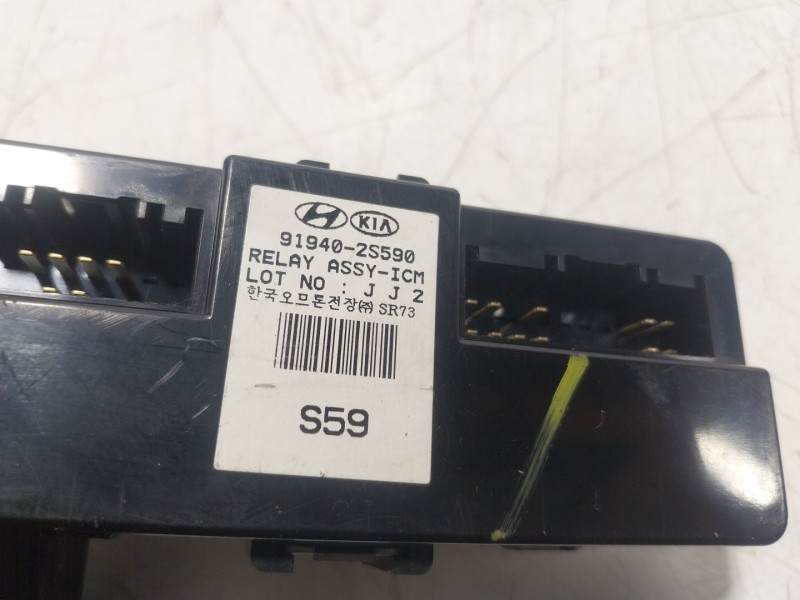 KIA
91940-2S590
RELAY ASSY-ICM
LOT NO : J J 2
한국오므론전장(주) SR73
S59